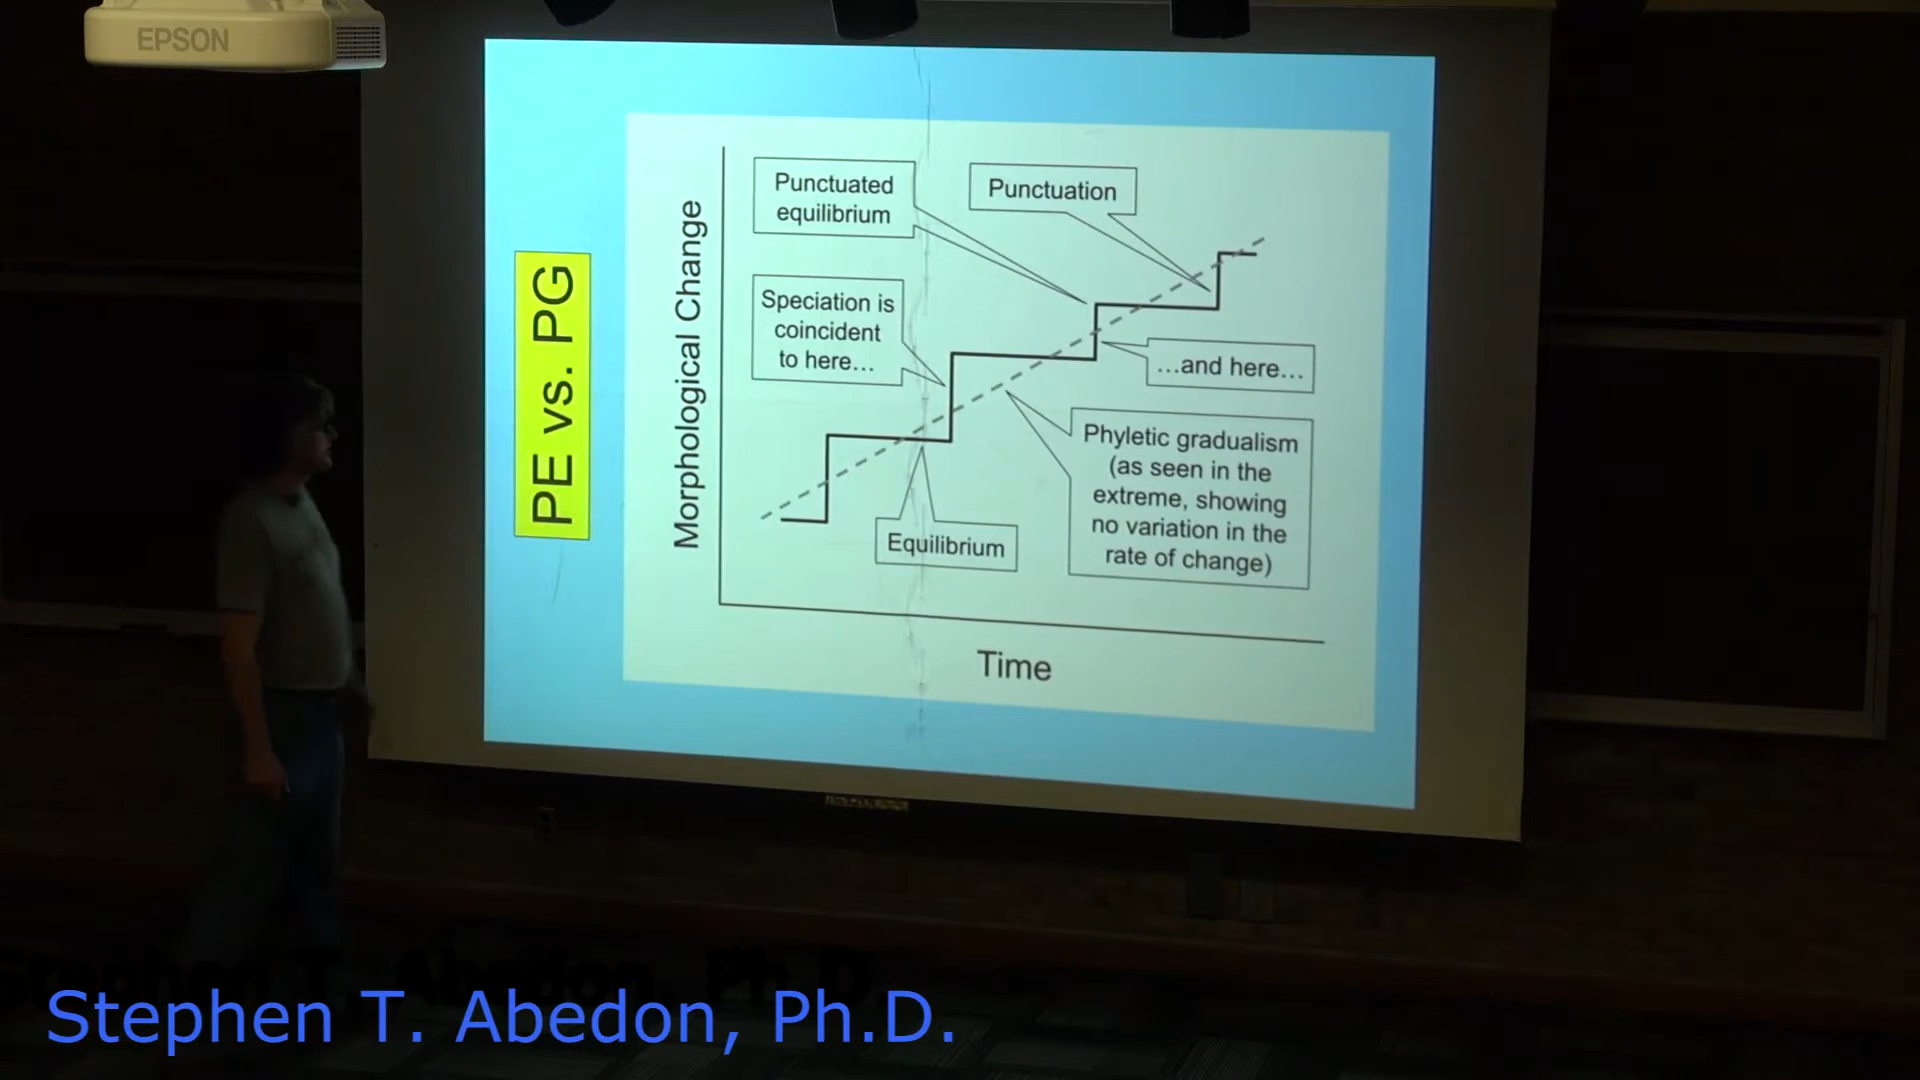 EPSON
PE vs. PG
Morphological Change
Punctuated
equilibrium
Punctuation
Speciation is
coincident
to here...
...and here...
Phyletic gradualism
(as seen in the
extreme, showing
no variation in the
rate of change)
Equilibrium
Time
Stephen T. Abedon, Ph.D.